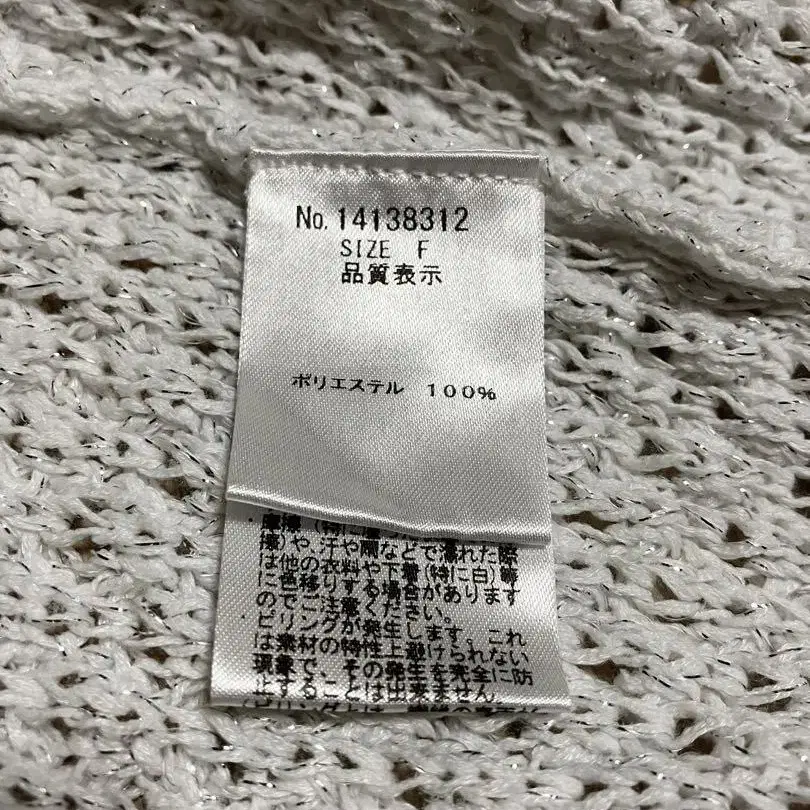 No. 14138312
SIZE F
品質表示
ポリエステル 100%
擦)や、汗や雨などで濡れた際
は他の衣料や下着(特に白)等
に色移りする場合があります
のでご注意ください。
ピリングが発生します。これ
は素材の特性上避けられない
現象で、その発生を完全に防
止することは出来ません。